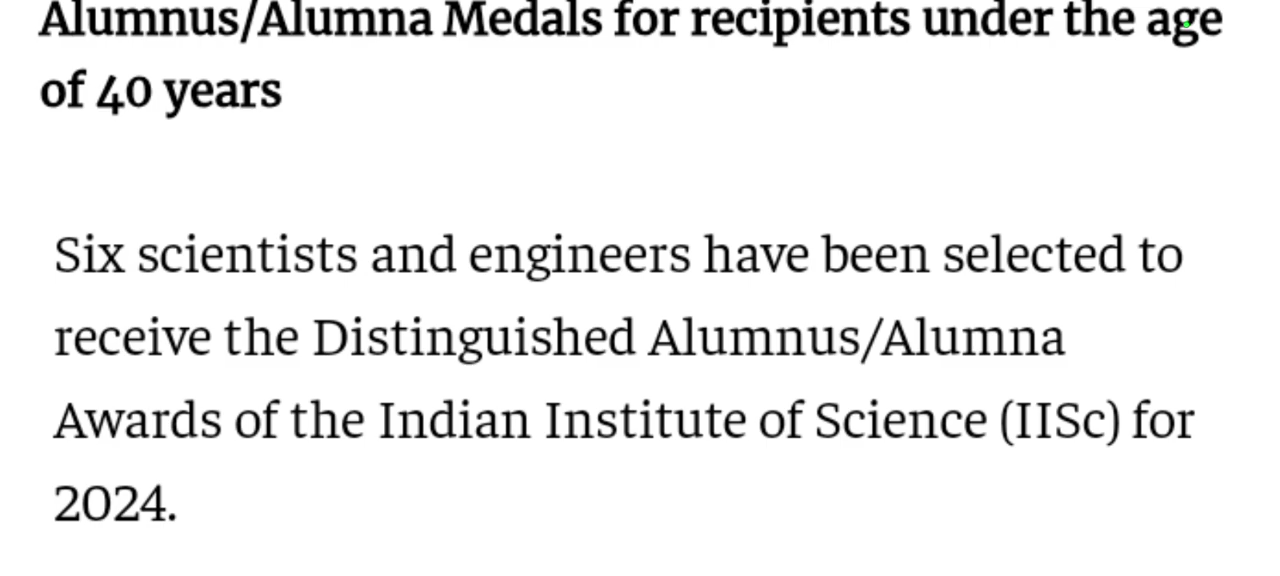 Alumnus/Alumna Medals for recipients under the age
of 40 years
Six scientists and engineers have been selected to
receive the Distinguished Alumnus/Alumna
Awards of the Indian Institute of Science (IISc) for
2024.